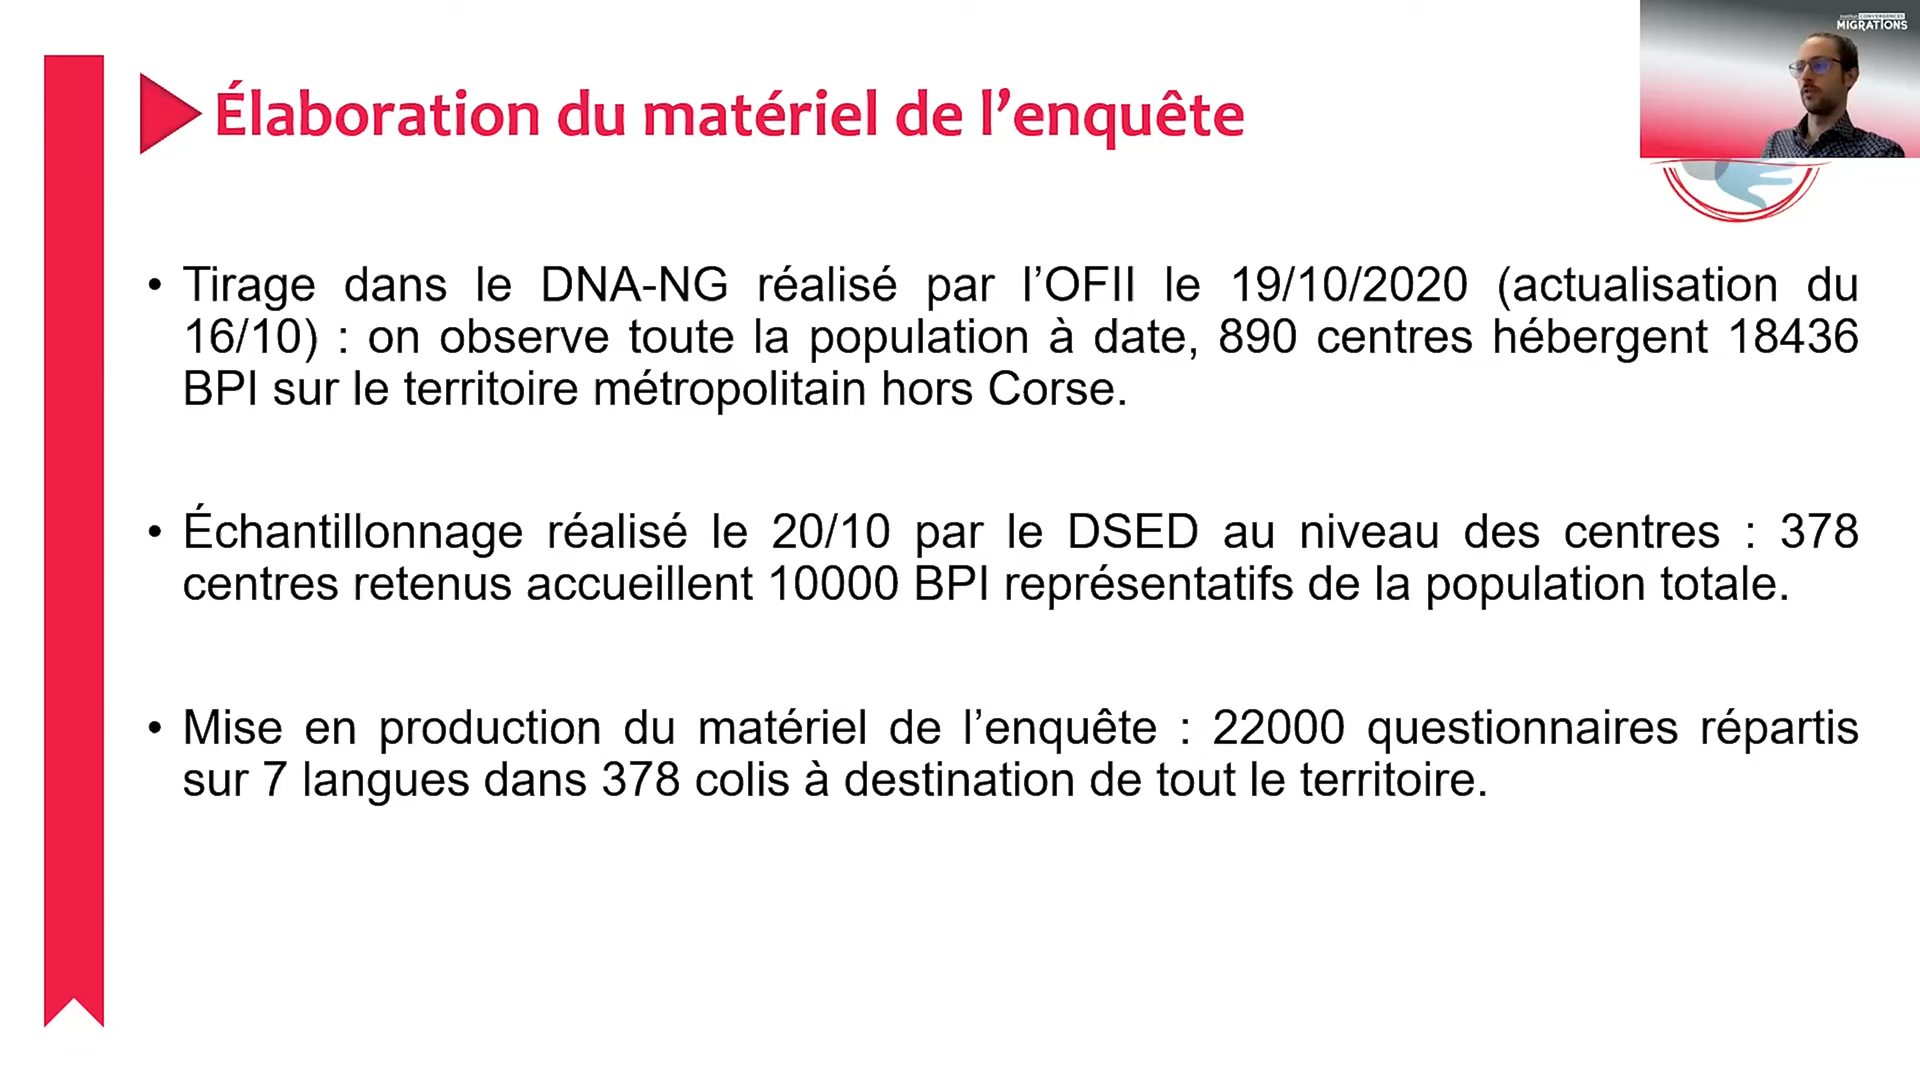 Élaboration du matériel de l’enquête
institut CONVERGENCES
MIGRATIONS
• Tirage dans le DNA-NG réalisé par l’OFII le 19/10/2020 (actualisation du
16/10) : on observe toute la population à date, 890 centres hébergent 18436
BPI sur le territoire métropolitain hors Corse.
• Échantillonnage réalisé le 20/10 par le DSED au niveau des centres : 378
centres retenus accueillent 10000 BPI représentatifs de la population totale.
• Mise en production du matériel de l’enquête : 22000 questionnaires répartis
sur 7 langues dans 378 colis à destination de tout le territoire.